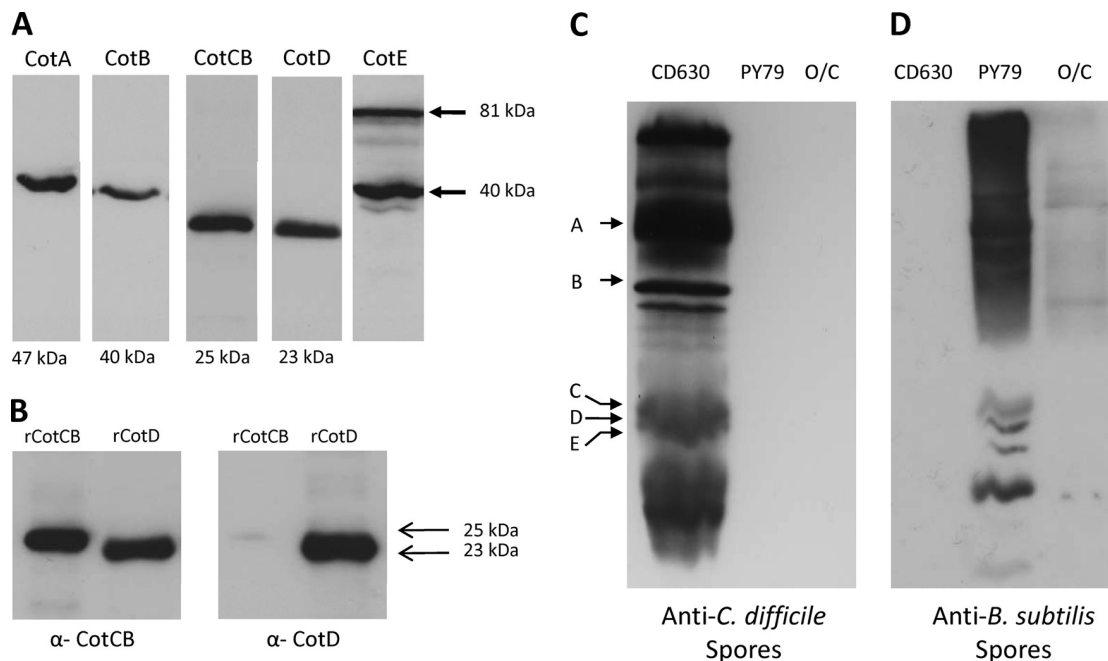 A
CotA CotB CotCB CotD CotE
81 kDa
40 kDa
47 kDa 40 kDa 25 kDa 23 kDa
B
rCotCB rCotD rCotCB rCotD
25 kDa
23 kDa
α- CotCB α- CotD
C
CD630 PY79 O/C
A
B
C
D
E
Anti-C. difficile
Spores
D
CD630 PY79 O/C
Anti-B. subtilis
Spores